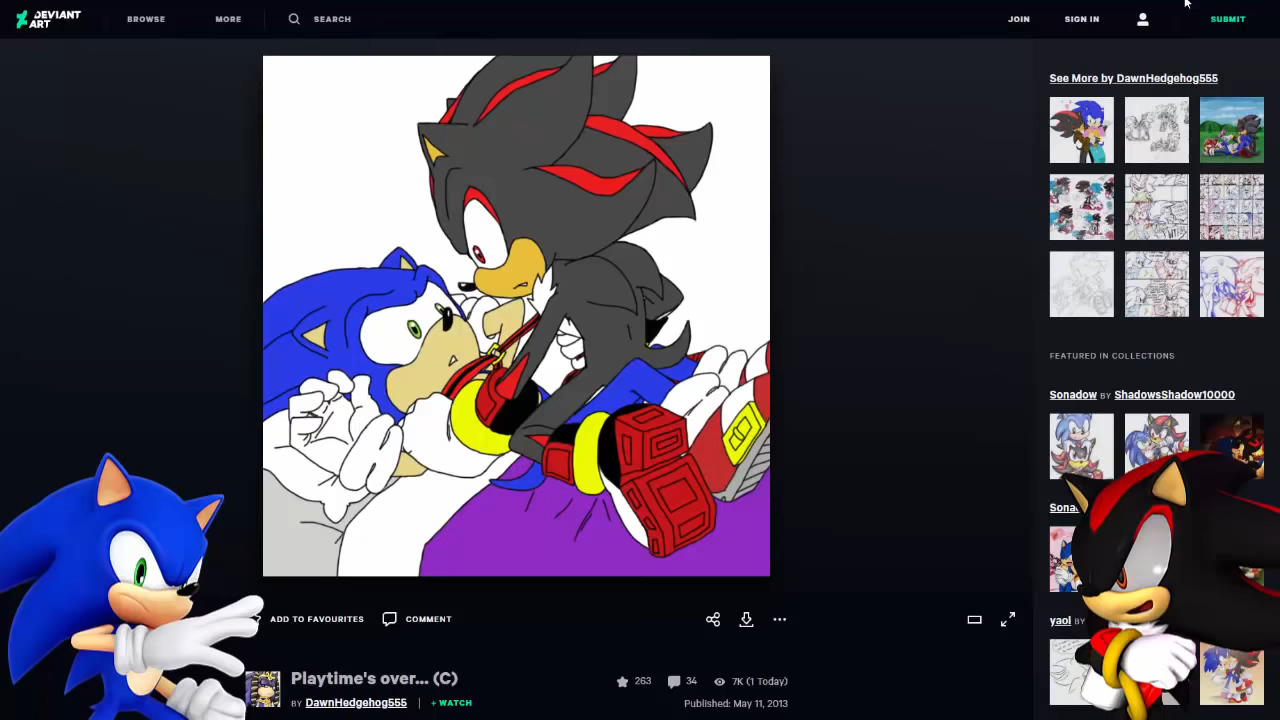 DEVIANT ART
BROWSE
MORE
SEARCH
JOIN
SIGN IN
SUBMIT
See More by DawnHedgehog555
FEATURED IN COLLECTIONS
Sonadow BY ShadowsShadow10000
Sona
yaoI BY
ADD TO FAVOURITES
COMMENT
Playtime's over... (C)
263
34
7K (1 Today)
BY DawnHedgehog555
+ WATCH
Published: May 11, 2013